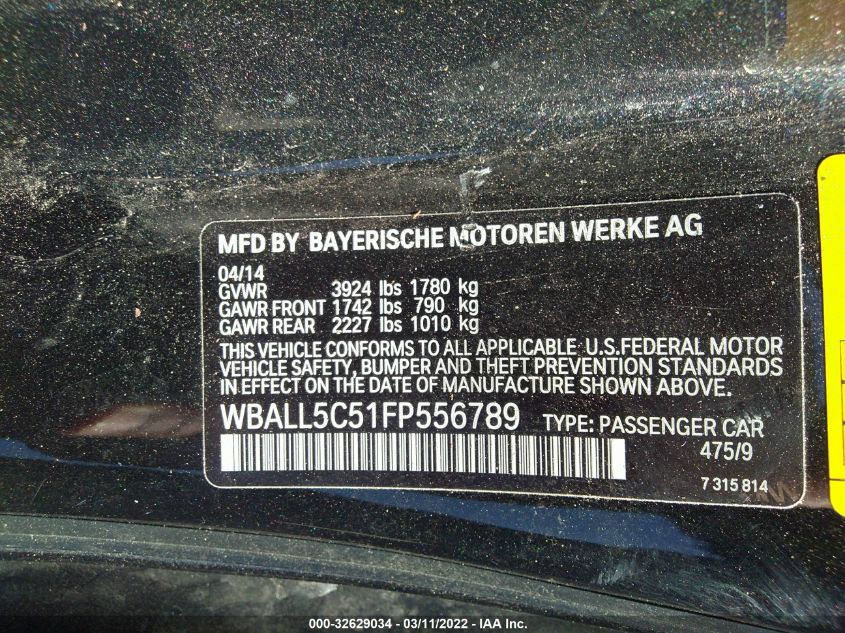 MFD BY BAYERISCHE MOTOREN WERKE AG
04/14
GVWR 3924 lbs 1780 kg
GAWR FRONT 1742 lbs 790 kg
GAWR REAR 2227 lbs 1010 kg
THIS VEHICLE CONFORMS TO ALL APPLICABLE U.S.FEDERAL MOTOR
VEHICLE SAFETY, BUMPER AND THEFT PREVENTION STANDARDS
IN EFFECT ON THE DATE OF MANUFACTURE SHOWN ABOVE.
WBALL5C51FP556789 TYPE: PASSENGER CAR
475/9
7 315 814
000-32629034 - 03/11/2022 - IAA Inc.